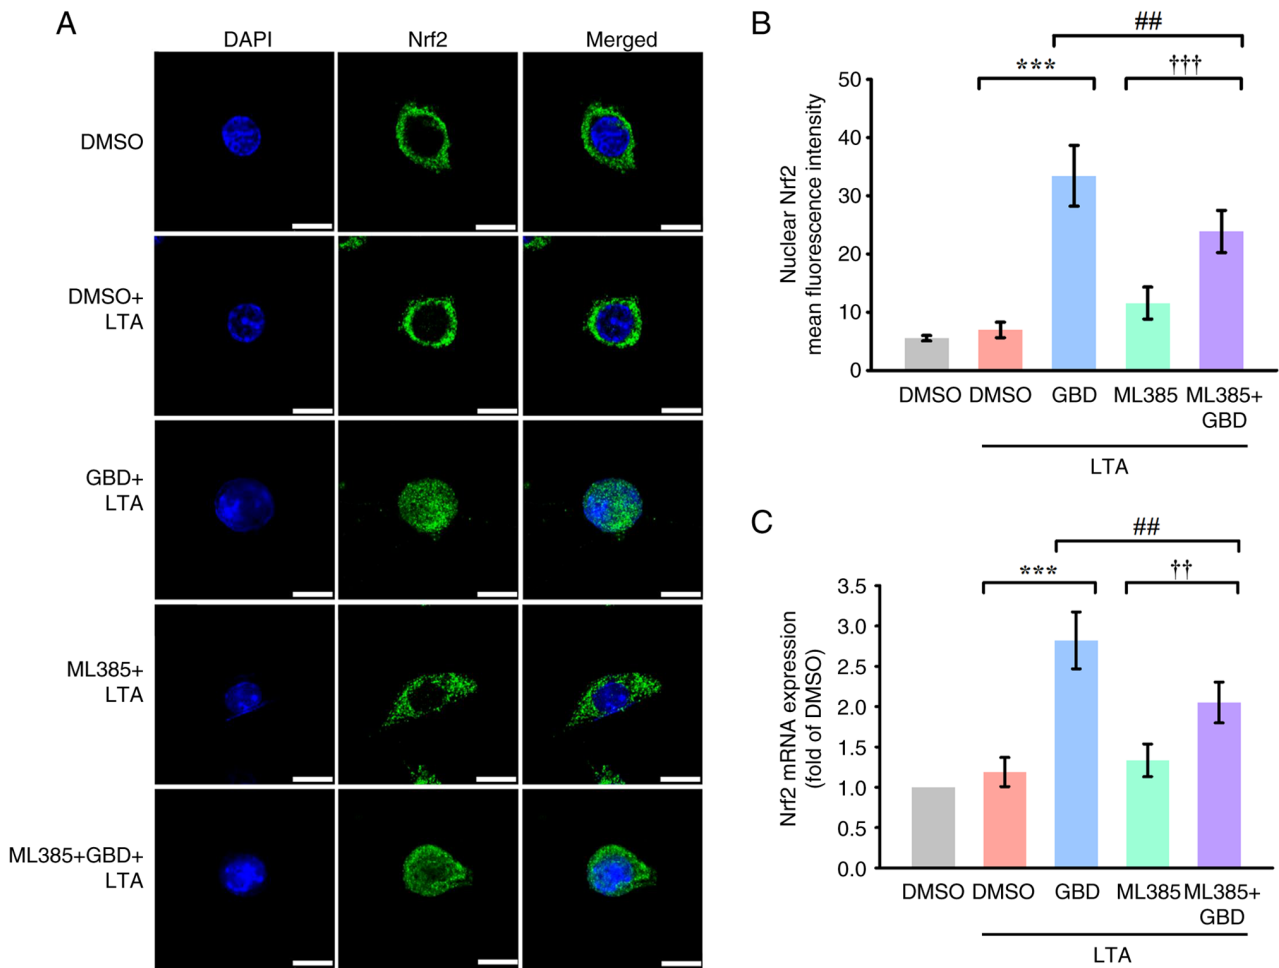 A
DAPI
Nrf2
Merged
DMSO
DMSO+
LTA
GBD+
LTA
ML385+
LTA
ML385+GBD+
LTA
B
##
***
†††
Nuclear Nrf2
mean fluorescence intensity
50
40
30
20
10
0
DMSO
DMSO
GBD
ML385
ML385+
GBD
LTA
C
##
***
††
Nrf2 mRNA expression
(fold of DMSO)
3.5
3.0
2.5
2.0
1.5
1.0
0.5
0.0
DMSO
DMSO
GBD
ML385
ML385+
GBD
LTA